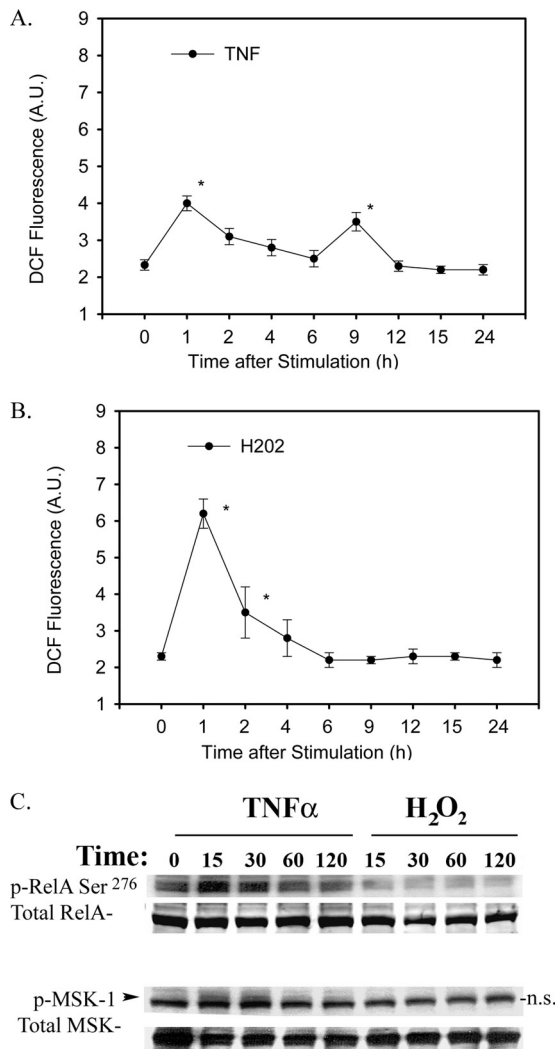 A.
9
8
7
6
5
4
3
2
1
DCF Fluorescence (A.U.)
TNF
*
*
0 1 2 4 6 9 12 15 24
Time after Stimulation (h)
B.
9
8
7
6
5
4
3
2
1
DCF Fluorescence (A.U.)
H202
*
*
0 1 2 4 6 9 12 15 24
Time after Stimulation (h)
C.
TNFα H₂O₂
Time: 0 15 30 60 120 15 30 60 120
p-RelA Ser ²⁷⁶
Total RelA-
p-MSK-1 -n.s.
Total MSK-